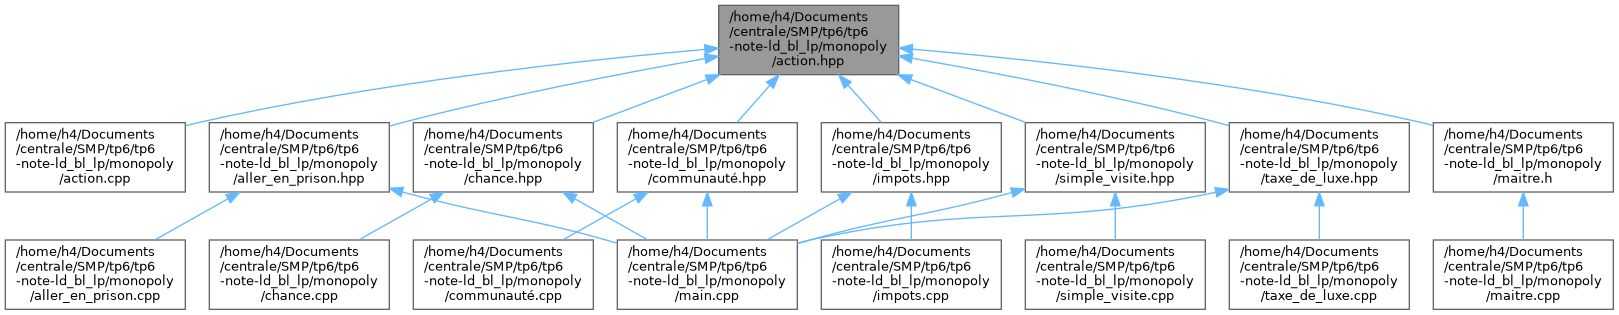 /home/h4/Documents
/centrale/SMP/tp6/tp6
-note-ld_bl_lp/monopoly
/action.hpp
/home/h4/Documents
/centrale/SMP/tp6/tp6
-note-ld_bl_lp/monopoly
/action.cpp
/home/h4/Documents
/centrale/SMP/tp6/tp6
-note-ld_bl_lp/monopoly
/aller_en_prison.hpp
/home/h4/Documents
/centrale/SMP/tp6/tp6
-note-ld_bl_lp/monopoly
/chance.hpp
/home/h4/Documents
/centrale/SMP/tp6/tp6
-note-ld_bl_lp/monopoly
/communauté.hpp
/home/h4/Documents
/centrale/SMP/tp6/tp6
-note-ld_bl_lp/monopoly
/impots.hpp
/home/h4/Documents
/centrale/SMP/tp6/tp6
-note-ld_bl_lp/monopoly
/simple_visite.hpp
/home/h4/Documents
/centrale/SMP/tp6/tp6
-note-ld_bl_lp/monopoly
/taxe_de_luxe.hpp
/home/h4/Documents
/centrale/SMP/tp6/tp6
-note-ld_bl_lp/monopoly
/maitre.h
/home/h4/Documents
/centrale/SMP/tp6/tp6
-note-ld_bl_lp/monopoly
/aller_en_prison.cpp
/home/h4/Documents
/centrale/SMP/tp6/tp6
-note-ld_bl_lp/monopoly
/chance.cpp
/home/h4/Documents
/centrale/SMP/tp6/tp6
-note-ld_bl_lp/monopoly
/communauté.cpp
/home/h4/Documents
/centrale/SMP/tp6/tp6
-note-ld_bl_lp/monopoly
/main.cpp
/home/h4/Documents
/centrale/SMP/tp6/tp6
-note-ld_bl_lp/monopoly
/impots.cpp
/home/h4/Documents
/centrale/SMP/tp6/tp6
-note-ld_bl_lp/monopoly
/simple_visite.cpp
/home/h4/Documents
/centrale/SMP/tp6/tp6
-note-ld_bl_lp/monopoly
/taxe_de_luxe.cpp
/home/h4/Documents
/centrale/SMP/tp6/tp6
-note-ld_bl_lp/monopoly
/maitre.cpp